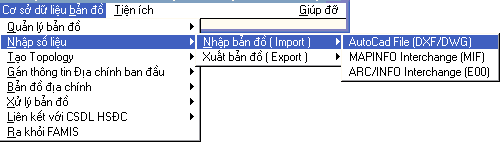 Cơ sở dữ liệu bản đồ Tiện ích Giúp đỡ
Quản lý bản đồ
Nhập số liệu
Tạo Topology
Gán thông tin Địa chính ban đầu
Bản đồ địa chính
Xử lý bản đồ
Liên kết với CSDL HSĐC
Ra khỏi FAMIS
Nhập bản đồ ( Import )
Xuất bản đồ ( Export )
AutoCad File (DXF/DWG)
MAPINFO Interchange (MIF)
ARC/INFO Interchange (E00)